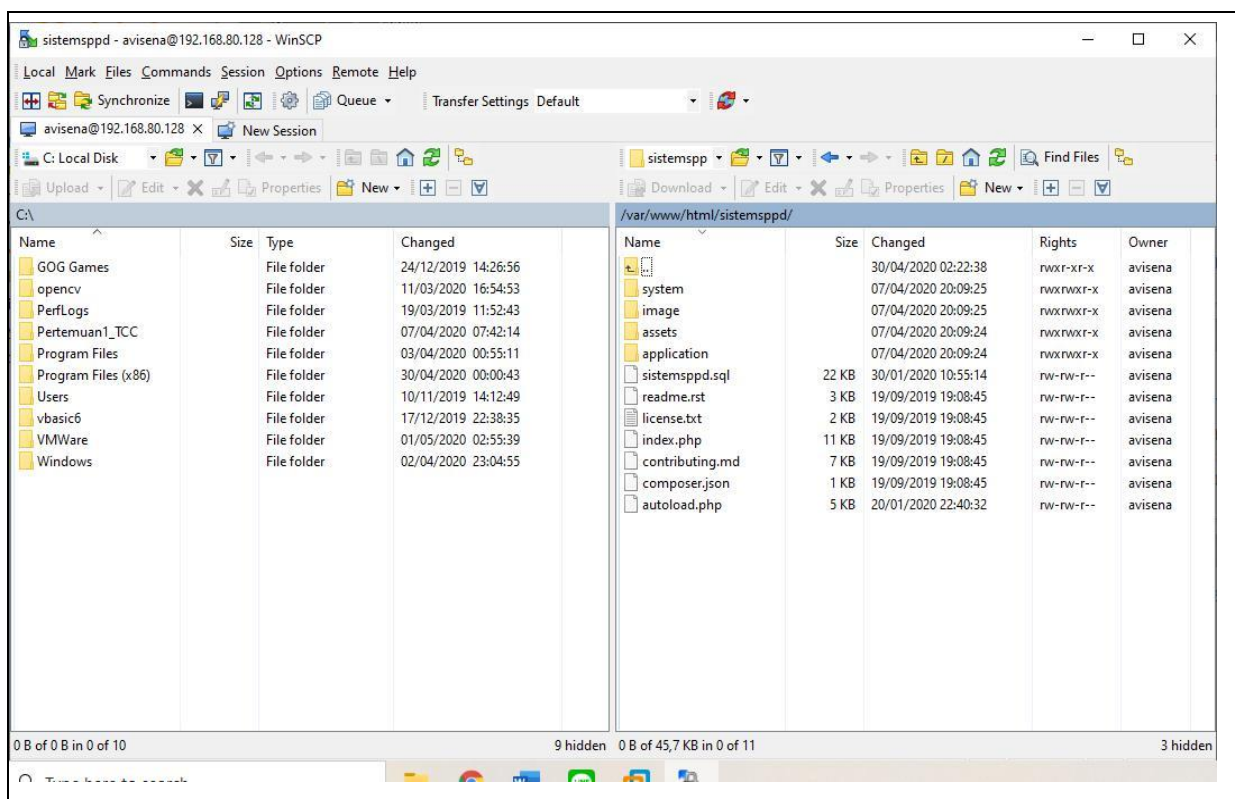 sistemsppd - avisena@192.168.80.128 - WinSCP
Local Mark Files Commands Session Options Remote Help
Synchronize Queue Transfer Settings Default
avisena@192.168.80.128 New Session
C: Local Disk
Upload Edit Properties New
C:\
Name Size Type Changed
GOG Games File folder 24/12/2019 14:26:56
opencv File folder 11/03/2020 16:54:53
PerfLogs File folder 19/03/2019 11:52:43
Pertemuan1_TCC File folder 07/04/2020 07:42:14
Program Files File folder 03/04/2020 00:55:11
Program Files (x86) File folder 30/04/2020 00:00:43
Users File folder 10/11/2019 14:12:49
vbasic6 File folder 17/12/2019 22:38:35
VMWare File folder 01/05/2020 02:55:39
Windows File folder 02/04/2020 23:04:55
0 B of 0 B in 0 of 10 9 hidden
sistemspp Find Files
Download Edit Properties New
/var/www/html/sistemsppd/
Name Size Changed Rights Owner
.. 30/04/2020 02:22:38 rwxr-xr-x avisena
system 07/04/2020 20:09:25 rwxrwxr-x avisena
image 07/04/2020 20:09:25 rwxrwxr-x avisena
assets 07/04/2020 20:09:24 rwxrwxr-x avisena
application 07/04/2020 20:09:24 rwxrwxr-x avisena
sistemsppd.sql 22 KB 30/01/2020 10:55:14 rw-rw-r-- avisena
readme.rst 3 KB 19/09/2019 19:08:45 rw-rw-r-- avisena
license.txt 2 KB 19/09/2019 19:08:45 rw-rw-r-- avisena
index.php 11 KB 19/09/2019 19:08:45 rw-rw-r-- avisena
contributing.md 7 KB 19/09/2019 19:08:45 rw-rw-r-- avisena
composer.json 1 KB 19/09/2019 19:08:45 rw-rw-r-- avisena
autoload.php 5 KB 20/01/2020 22:40:32 rw-rw-r-- avisena
0 B of 45,7 KB in 0 of 11 3 hidden
Type here to search